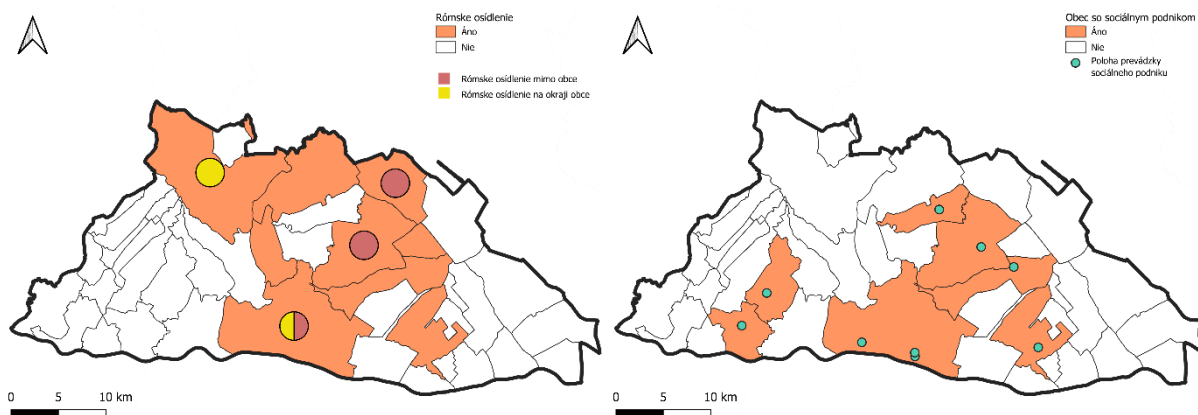 Rómske osídlenie
Áno
Nie
Rómske osídlenie mimo obce
Rómske osídlenie na okraji obce
0 5 10 km
Obec so sociálnym podnikom
Áno
Nie
Poloha prevádzky
sociálneho podniku
0 5 10 km